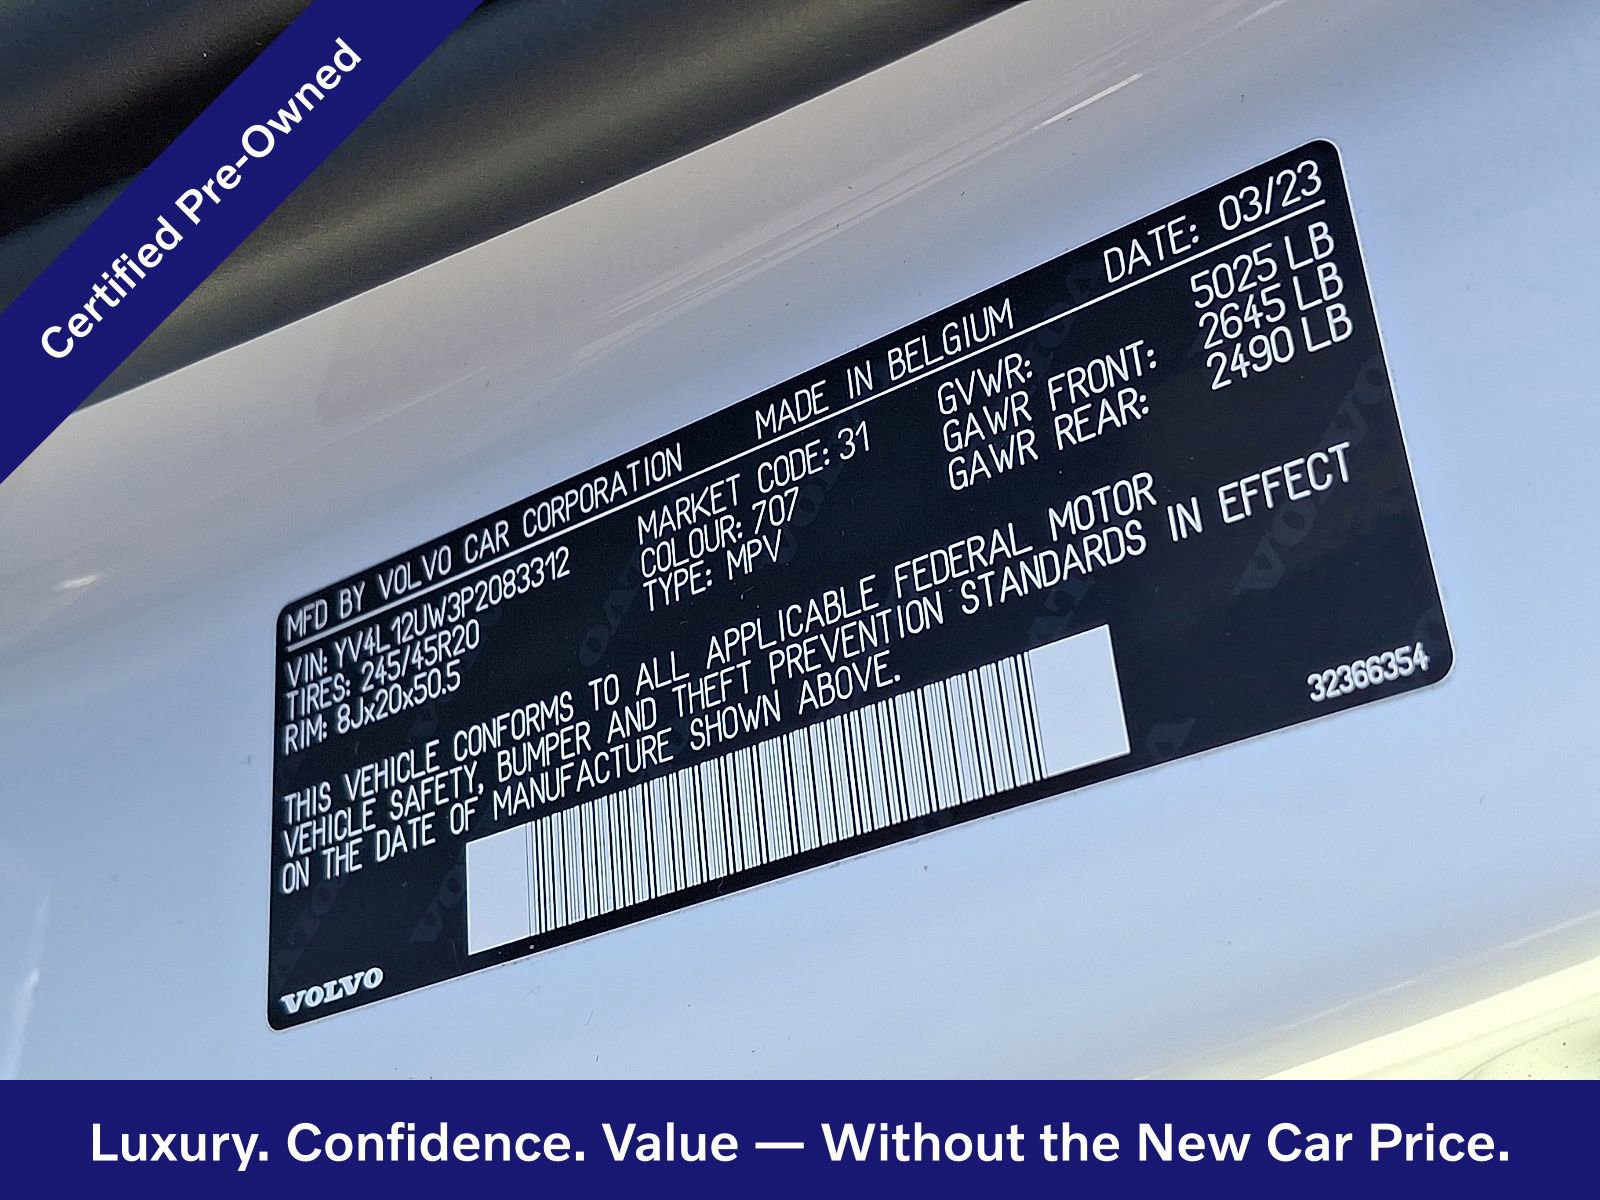 Certified Pre-Owned
MFD BY VOLVO CAR CORPORATION MADE IN BELGIUM DATE: 03/23
VIN: YV4L12UW3P2083312 MARKET CODE: 31 GVWR: 5025 LB
TIRES: 245/45R20 COLOUR: 707 GAWR FRONT: 2645 LB
RIM: 8Jx20x50.5 TYPE: MPV GAWR REAR: 2490 LB
THIS VEHICLE CONFORMS TO ALL APPLICABLE FEDERAL MOTOR
VEHICLE SAFETY, BUMPER AND THEFT PREVENTION STANDARDS IN EFFECT
ON THE DATE OF MANUFACTURE SHOWN ABOVE.
32366354
VOLVO
Luxury. Confidence. Value — Without the New Car Price.